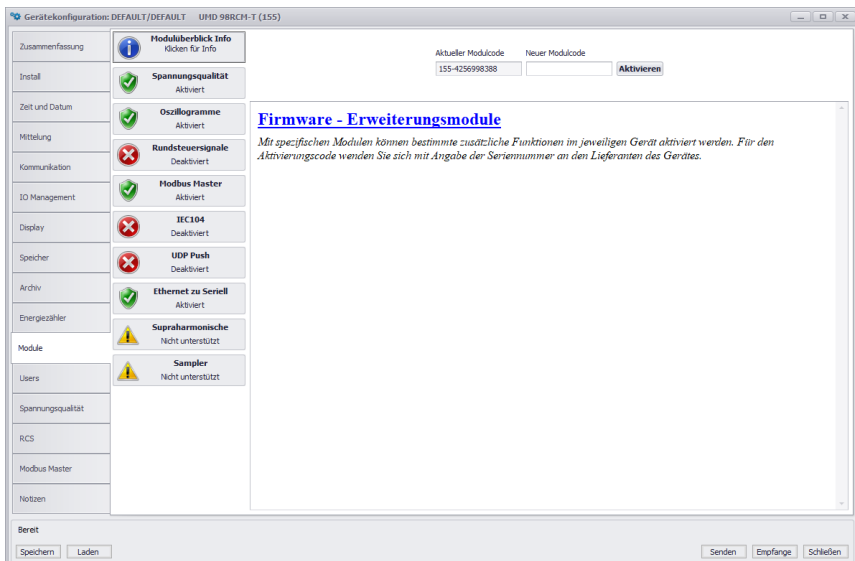 Gerätekonfiguration: DEFAULT/DEFAULT UMD 98RCM-T (155)
Zusammenfassung
Install
Zeit und Datum
Mittelung
Kommunikation
IO Management
Display
Speicher
Archiv
Energiezähler
Module
Users
Spannungsqualität
RCS
Modbus Master
Notizen
Modulüberblick Info
Klicken für Info
Spannungsqualität
Aktiviert
Oszillogramme
Aktiviert
Rundsteuersignale
Deaktiviert
Modbus Master
Aktiviert
IEC104
Deaktiviert
UDP Push
Deaktiviert
Ethernet zu Seriell
Aktiviert
Supraharmonische
Nicht unterstützt
Sampler
Nicht unterstützt
Aktueller Modulcode Neuer Modulcode
155-4256998388 Aktivieren
Firmware - Erweiterungsmodule
Mit spezifischen Modulen können bestimmte zusätzliche Funktionen im jeweiligen Gerät aktiviert werden. Für den
Aktivierungscode wenden Sie sich mit Angabe der Seriennummer an den Lieferanten des Gerätes.
Bereit
Speichern Laden Senden Empfange Schließen